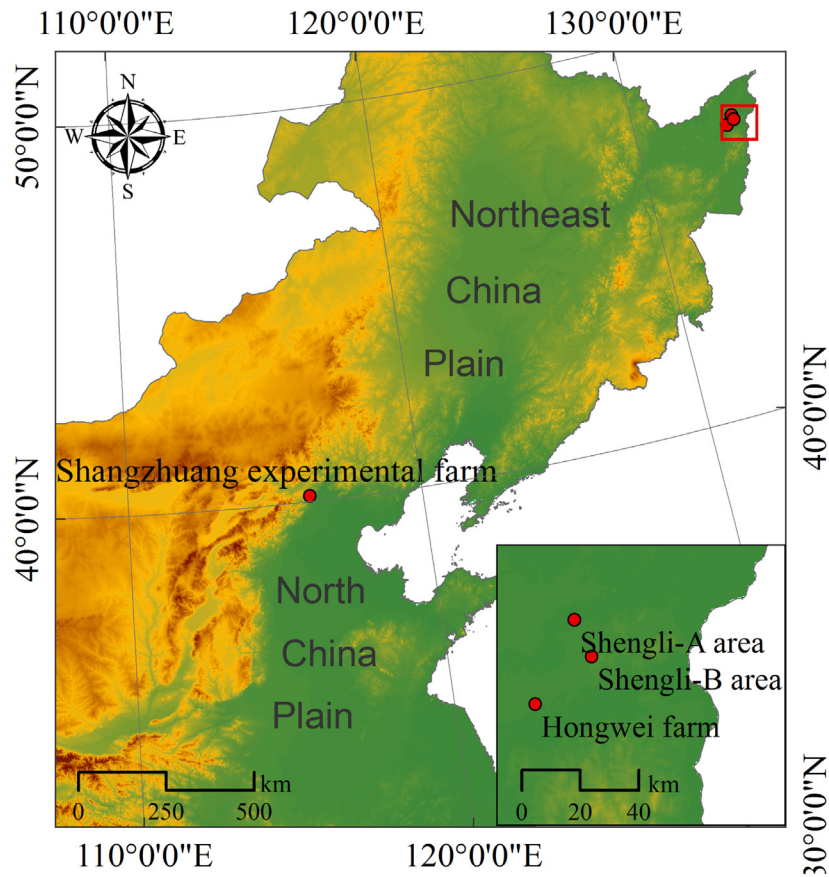 110°0'0"E 120°0'0"E 130°0'0"E
50°0'0"N
N
W E
S
Northeast
China
Plain
40°0'0"N
Shangzhuang experimental farm
40°0'0"N
North
China
Plain
Shengli-A area
Shengli-B area
Hongwei farm
km
0 250 500
km
0 20 40
30°0'0"N
110°0'0"E 120°0'0"E